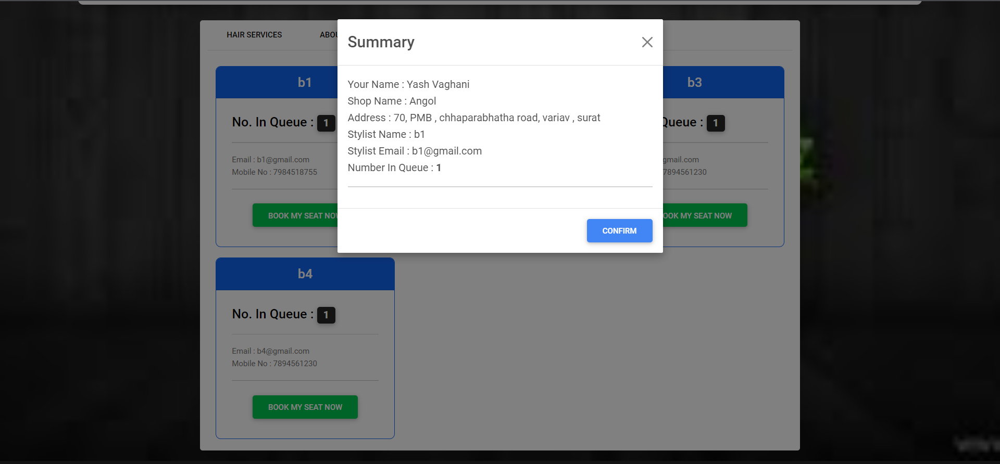 HAIR SERVICES
Summary
b1
b3
Your Name : Yash Vaghani
Shop Name : Angol
Address : 70, PMB , chhaparabhatha road, variav , surat
Stylist Name : b1
Stylist Email : b1@gmail.com
Number In Queue : 1
No. In Queue : 1
Queue : 1
Email : b1@gmail.com
Mobile No : 7984518755
gmail.com
7894561230
BOOK MY SEAT NOW
BOOK MY SEAT NOW
CONFIRM
b4
No. In Queue : 1
Email : b4@gmail.com
Mobile No : 7894561230
BOOK MY SEAT NOW